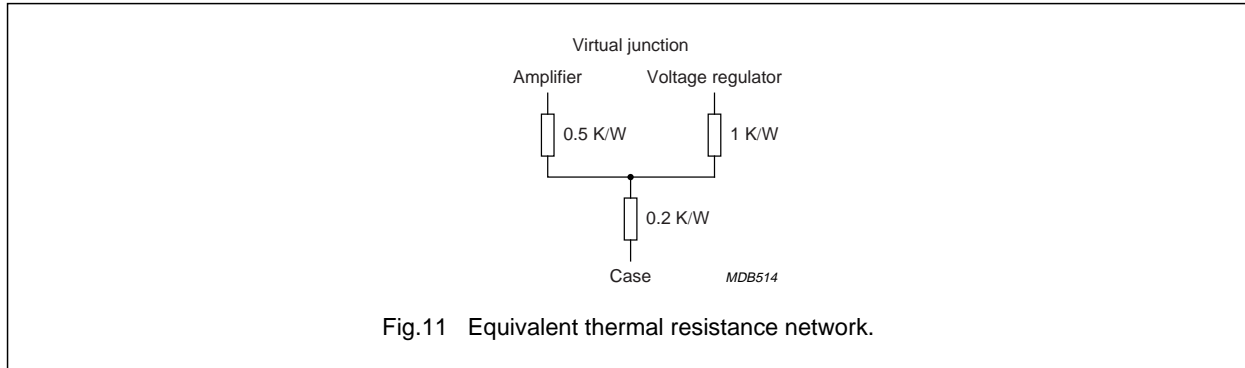 Virtual junction
Amplifier Voltage regulator
0.5 K/W 1 K/W
0.2 K/W
Case MDB514
Fig.11 Equivalent thermal resistance network.